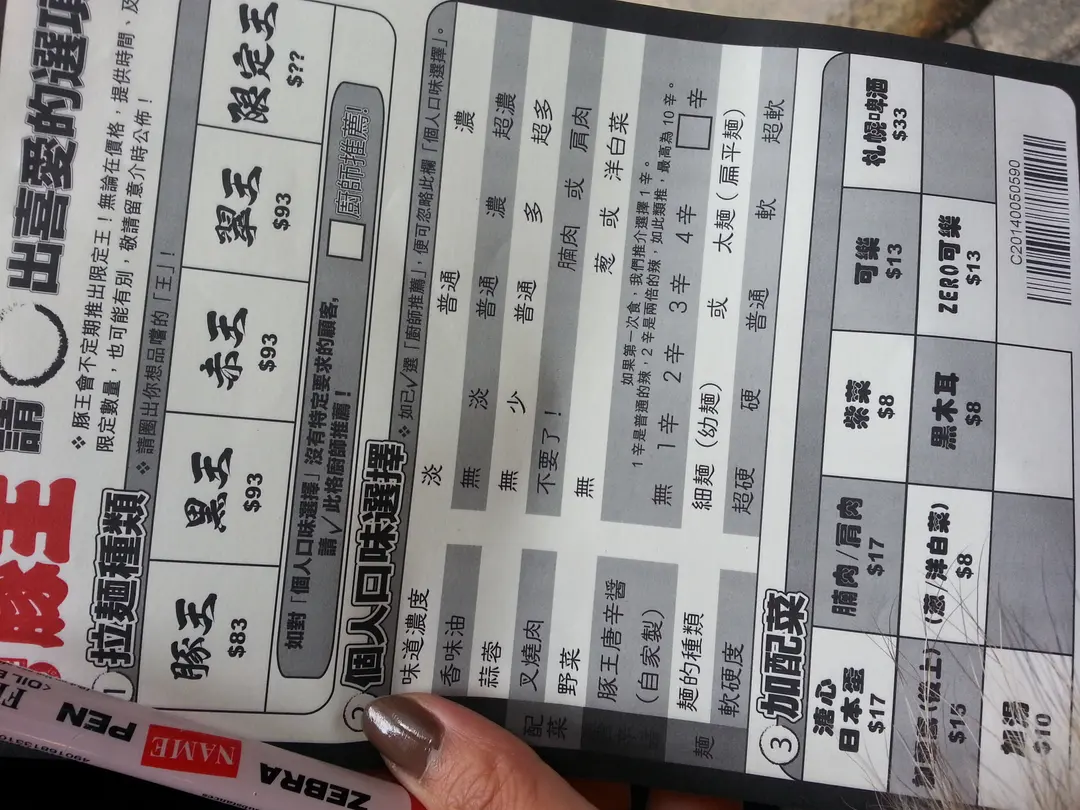 請 ○ 出喜愛的選項
❖ 豚王會不定期推出限定王！無論在價格，提供時間、及
限定數量，也可能有別，敬請留意介時公佈！
1 拉麵種類 ❖ 請圈出你想品嚐的「王」！
豚王 $83
黒王 $93
赤王 $93
翠王 $93
限定王 $??
如對「個人口味選擇」沒有特定要求的顧客，
請 √ 此格廚師推薦！
廚師推薦!
個人口味選擇 ❖ 如已√選「廚師推薦」，便可忽略此欄「個人口味選擇」。
味道濃度 淡 普通 濃
香味油 無 淡 普通 濃 超濃
蒜蓉 無 少 普通 多 超多
叉燒肉 不要了！ 腩肉 或 肩肉
野菜 無 葱 或 洋白菜
豚王唐辛醬
(自家製)
如果第一次食，我們推介選擇 1 辛。
1 辛是普通的辣，2 辛是兩倍的辣，如此類推，最高為 10 辛。
無 1 辛 2 辛 3 辛 4 辛 □ 辛
麵的種類 細麵 (幼麵) 或 太麵 (扁平麵)
軟硬度 超硬 硬 普通 軟 超軟
配菜
麵
3 加配菜
溏心
日本蛋
$17
腩肉/肩肉
$17
紫菜
$8
可樂
$13
札幌啤酒
$33
(葱/洋白菜)
$8
黒木耳
$8
ZERO可樂
$13
$10
C2014050590
ZEBRA
NAME
PEN